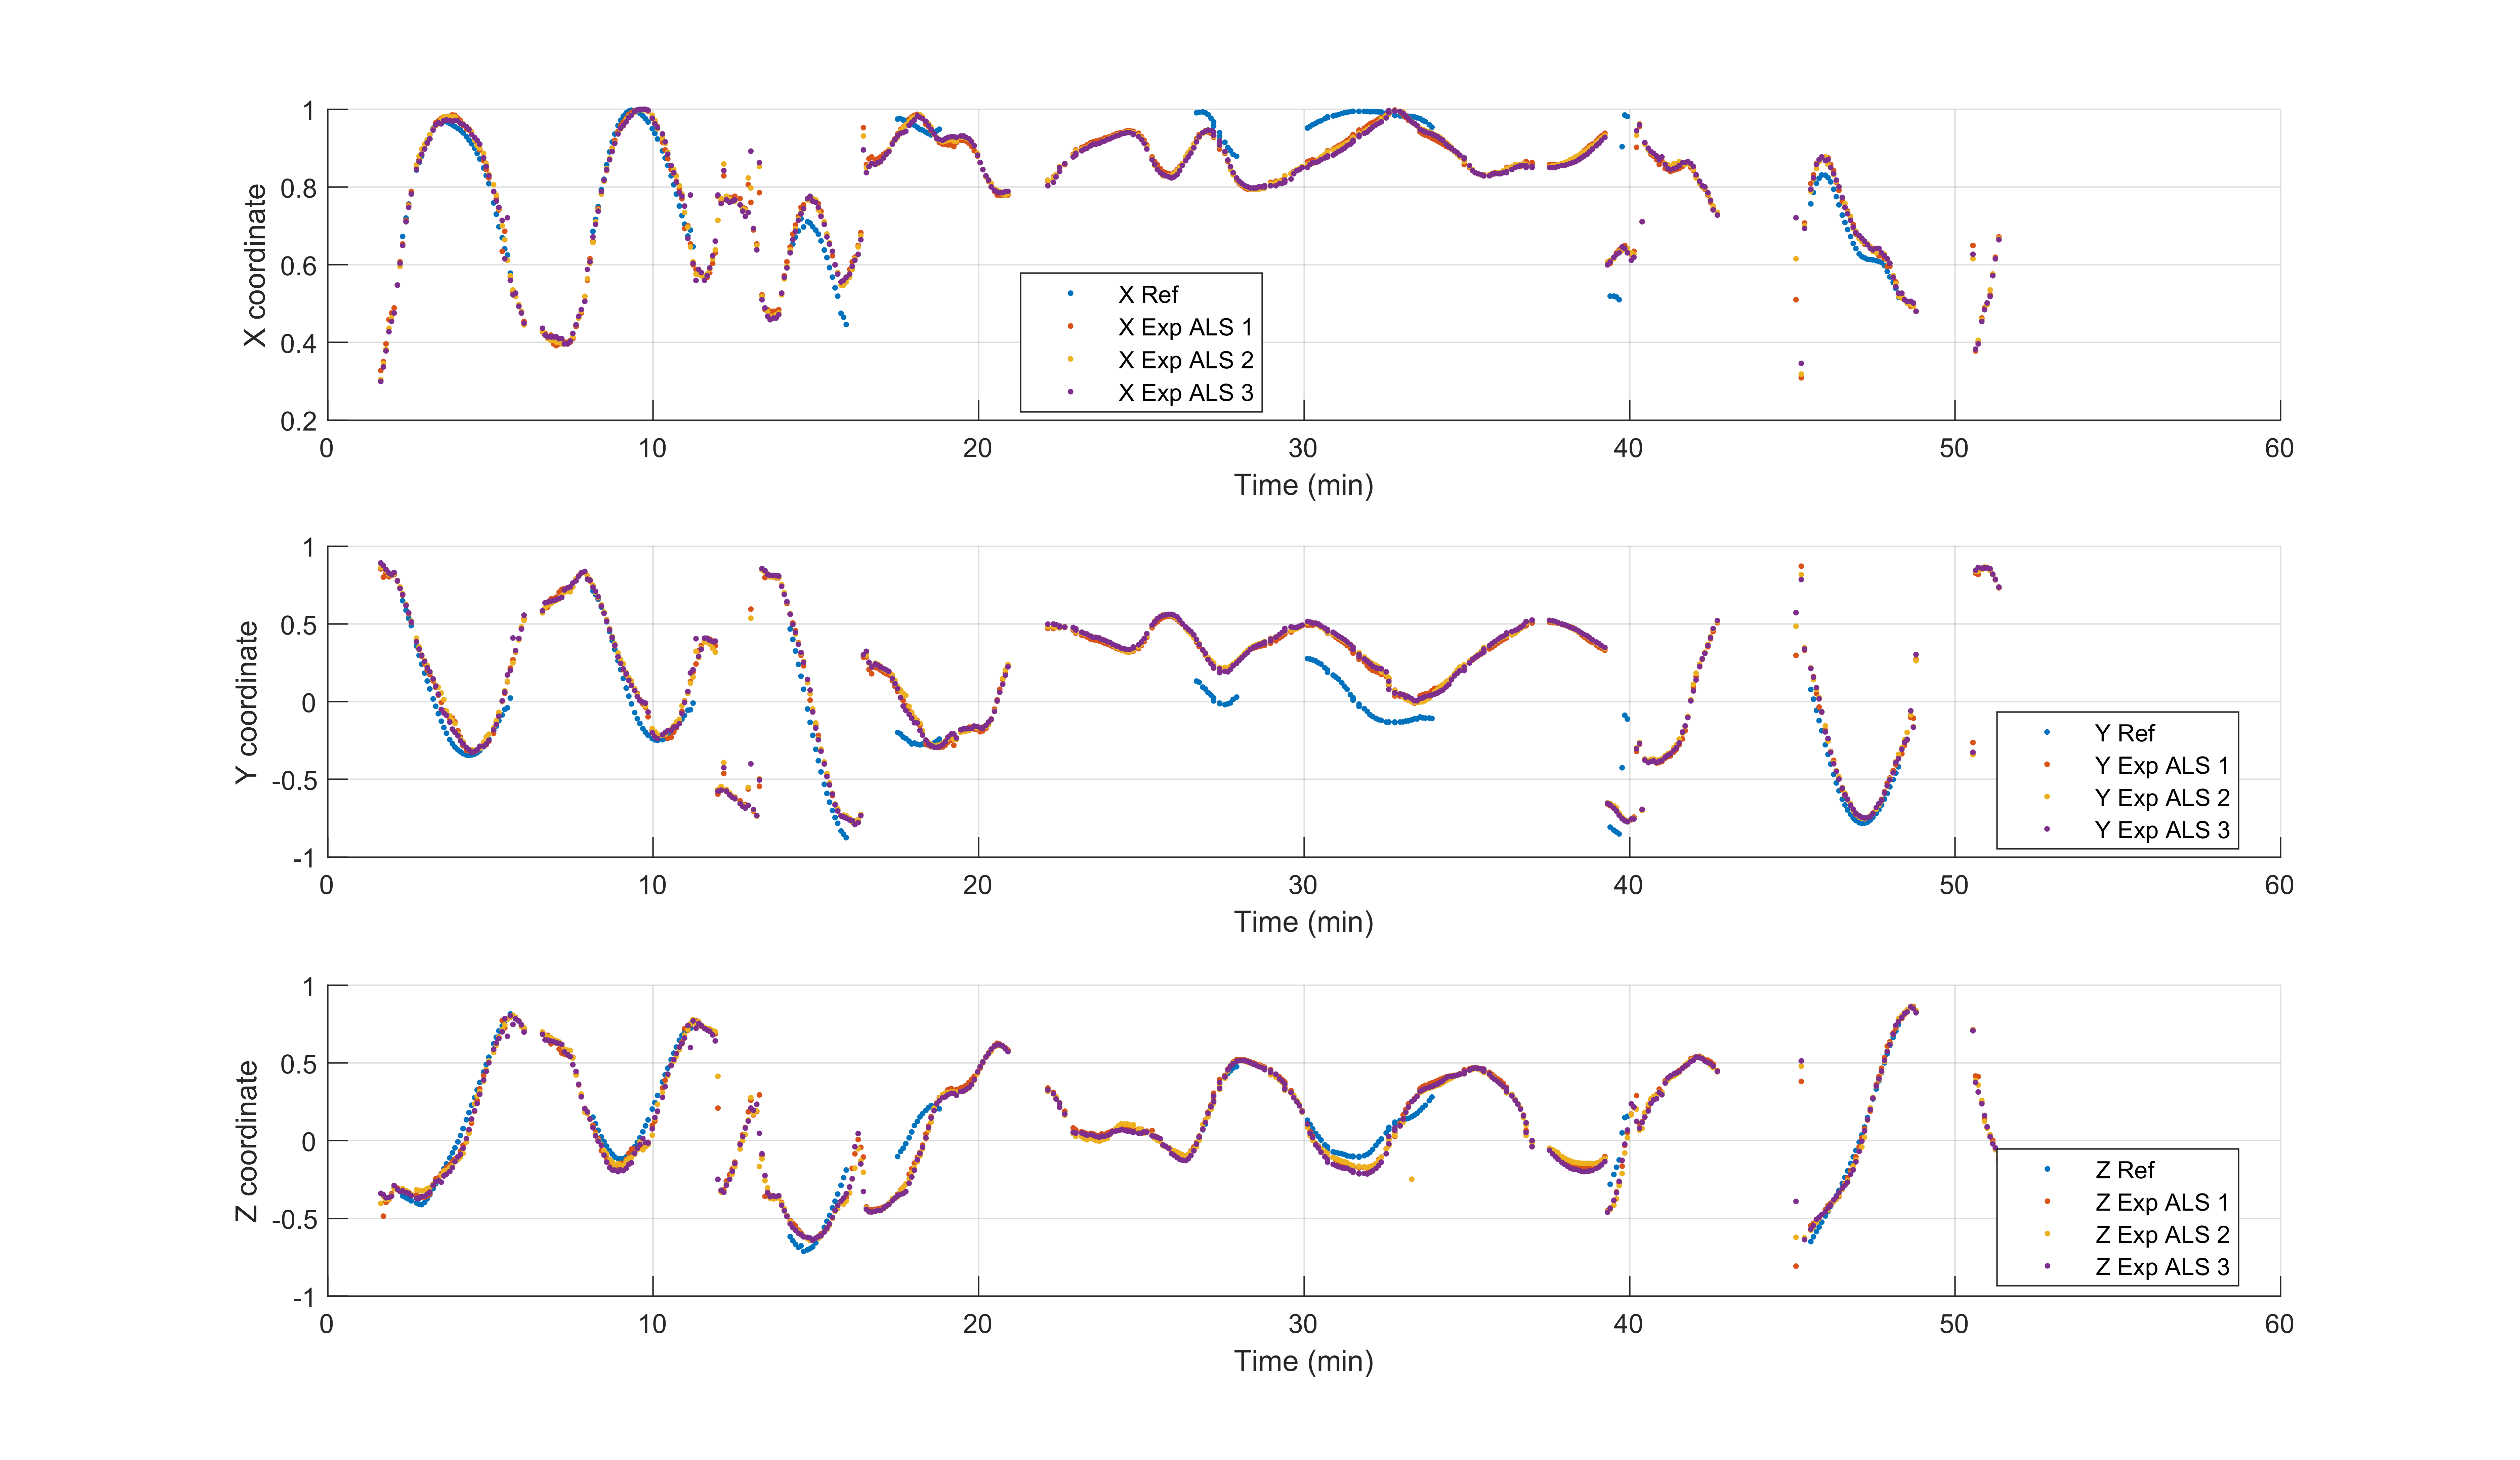 X coordinate
1
0.8
0.6
0.4
0.2
0 10 20 30 40 50 60
Time (min)
X Ref
X Exp ALS 1
X Exp ALS 2
X Exp ALS 3
Y coordinate
1
0.5
0
-0.5
-1
0 10 20 30 40 50 60
Time (min)
Y Ref
Y Exp ALS 1
Y Exp ALS 2
Y Exp ALS 3
Z coordinate
1
0.5
0
-0.5
-1
0 10 20 30 40 50 60
Time (min)
Z Ref
Z Exp ALS 1
Z Exp ALS 2
Z Exp ALS 3